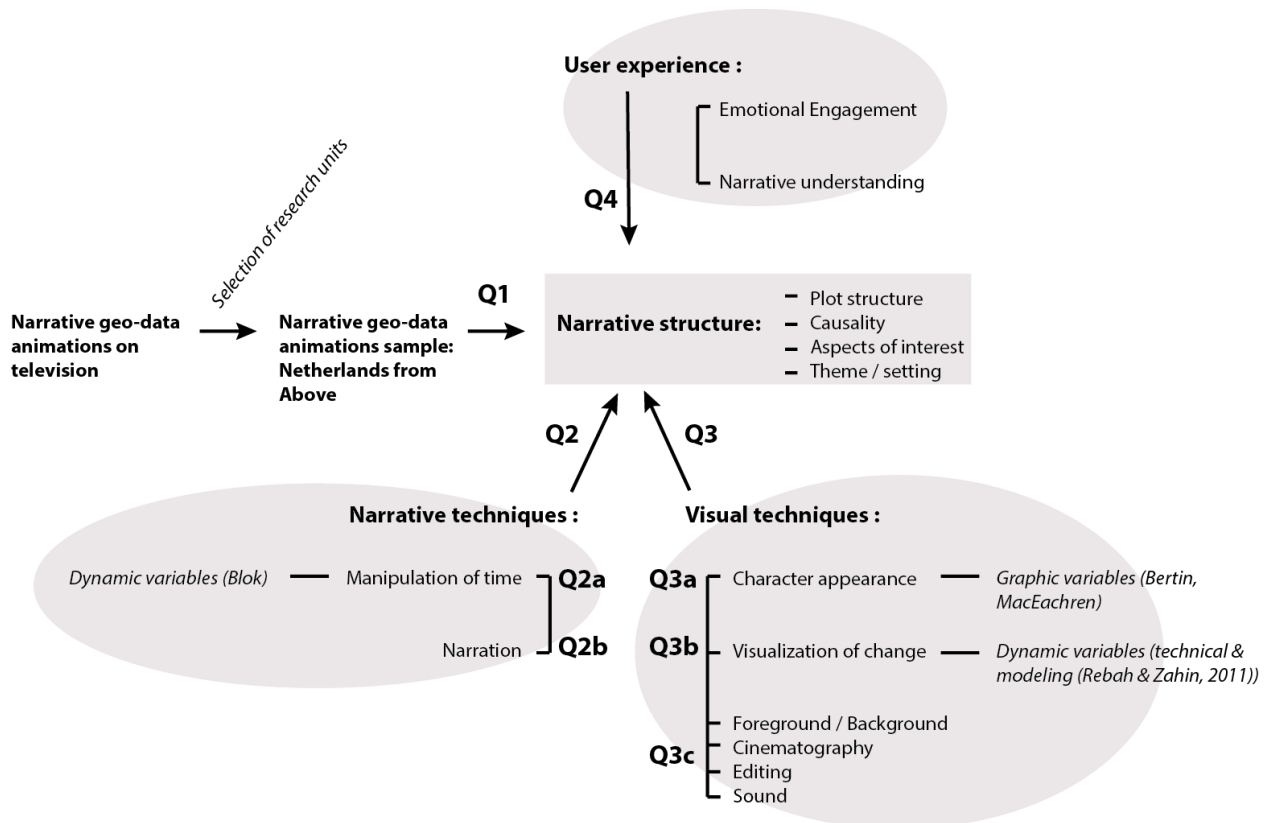 User experience :
Emotional Engagement
Narrative understanding
Q4
Selection of research units
Narrative geo-data
animations on
television
Narrative geo-data
animations sample:
Netherlands from
Above
Q1
Narrative structure:
Plot structure
Causality
Aspects of interest
Theme / setting
Q2
Q3
Narrative techniques :
Dynamic variables (Blok)
Manipulation of time
Q2a
Narration
Q2b
Visual techniques :
Q3a
Character appearance
Graphic variables (Bertin,
MacEachren)
Q3b
Visualization of change
Dynamic variables (technical &
modeling (Rebah & Zahin, 2011))
Q3c
Foreground / Background
Cinematography
Editing
Sound